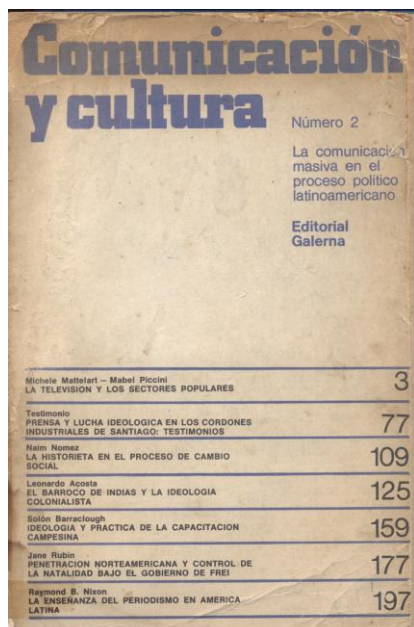 Comunicación
y cultura
Número 2
La comunicación
masiva en el
proceso político
latinoamericano
Editorial
Galerna
Michele Mattelart – Mabel Piccini
LA TELEVISION Y LOS SECTORES POPULARES
3
Testimonio
PRENSA Y LUCHA IDEOLOGICA EN LOS CORDONES
INDUSTRIALES DE SANTIAGO: TESTIMONIOS
77
Naim Nomez
LA HISTORIETA EN EL PROCESO DE CAMBIO
SOCIAL
109
Leonardo Acosta
EL BARROCO DE INDIAS Y LA IDEOLOGIA
COLONIALISTA
125
Solón Barraclough
IDEOLOGIA Y PRACTICA DE LA CAPACITACION
CAMPESINA
159
Jane Rubin
PENETRACION NORTEAMERICANA Y CONTROL DE
LA NATALIDAD BAJO EL GOBIERNO DE FREI
177
Raymond B. Nixon
LA ENSEÑANZA DEL PERIODISMO EN AMERICA
LATINA
197